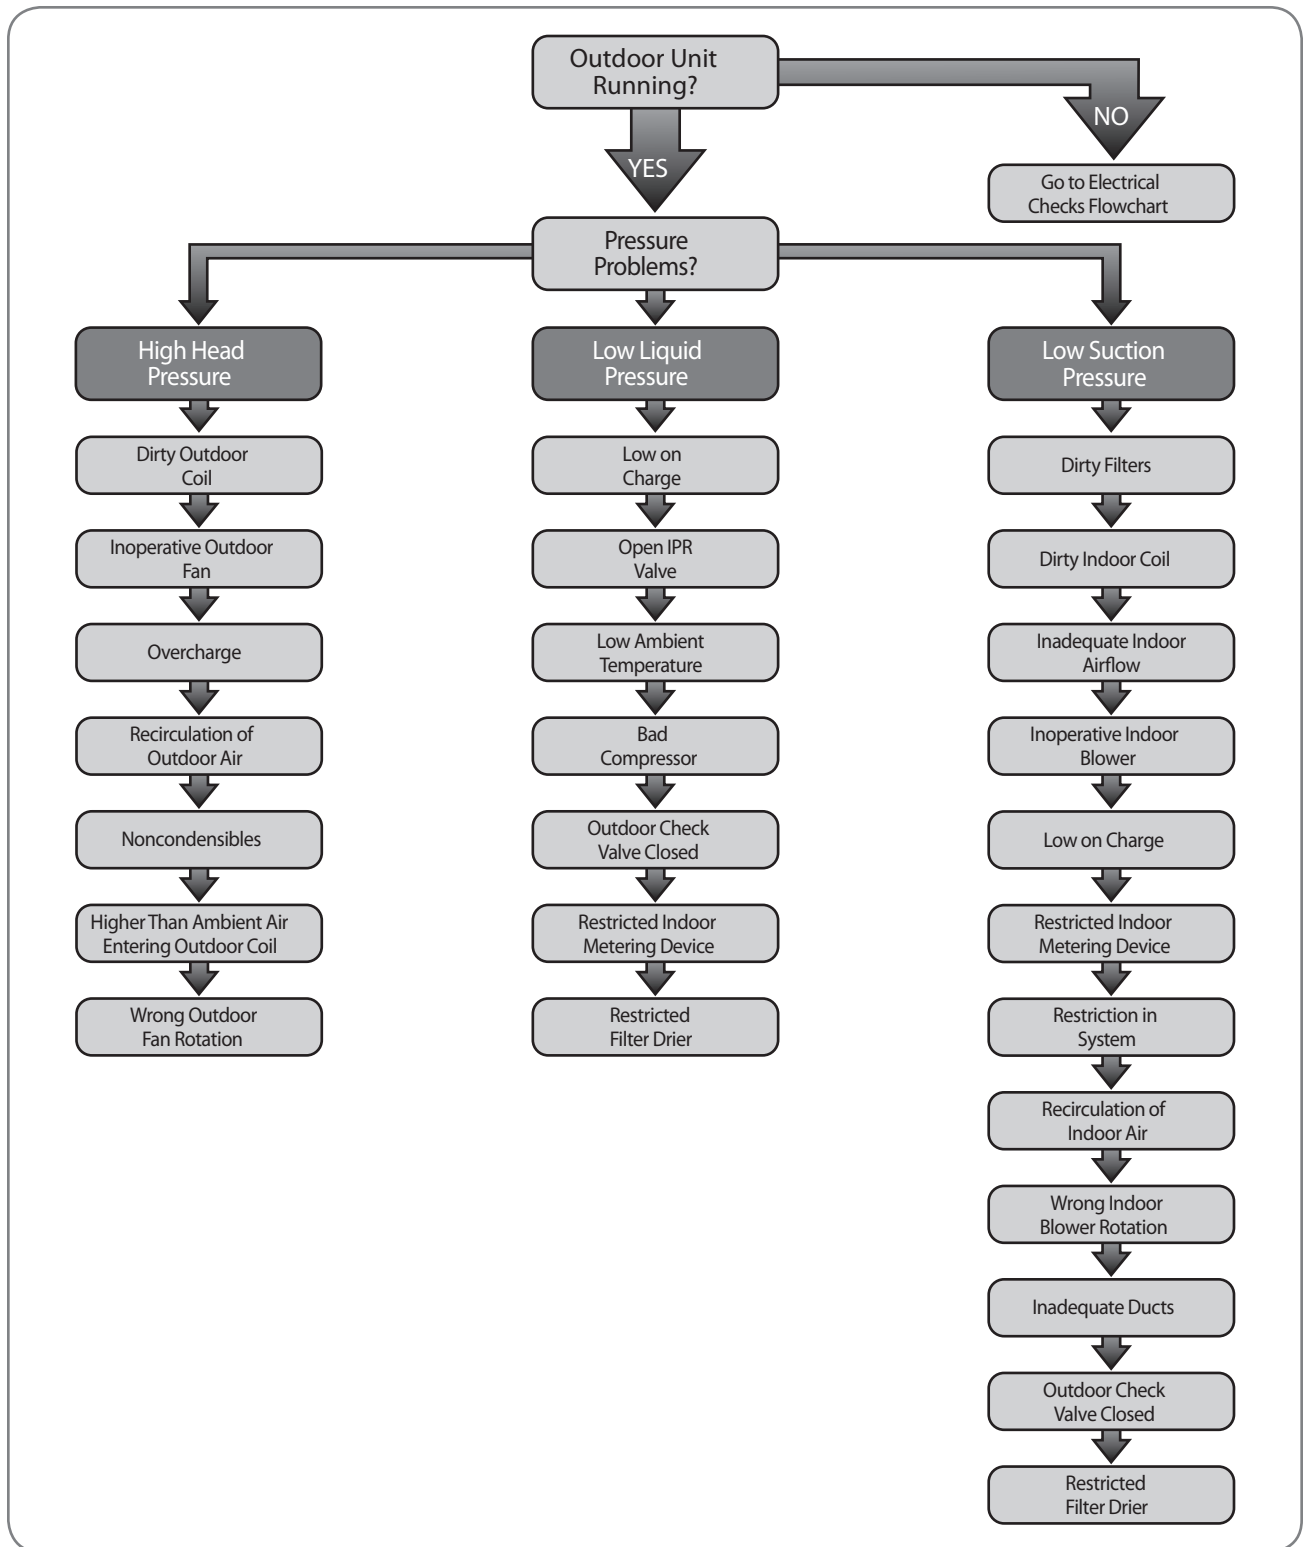 Outdoor Unit
Running?
NO
YES
Go to Electrical
Checks Flowchart
Pressure
Problems?
High Head
Pressure
Dirty Outdoor
Coil
Inoperative Outdoor
Fan
Overcharge
Recirculation of
Outdoor Air
Noncondensibles
Higher Than Ambient Air
Entering Outdoor Coil
Wrong Outdoor
Fan Rotation
Low Liquid
Pressure
Low on
Charge
Open IPR
Valve
Low Ambient
Temperature
Bad
Compressor
Outdoor Check
Valve Closed
Restricted Indoor
Metering Device
Restricted
Filter Drier
Low Suction
Pressure
Dirty Filters
Dirty Indoor Coil
Inadequate Indoor
Airflow
Inoperative Indoor
Blower
Low on Charge
Restricted Indoor
Metering Device
Restriction in
System
Recirculation of
Indoor Air
Wrong Indoor
Blower Rotation
Inadequate Ducts
Outdoor Check
Valve Closed
Restricted
Filter Drier